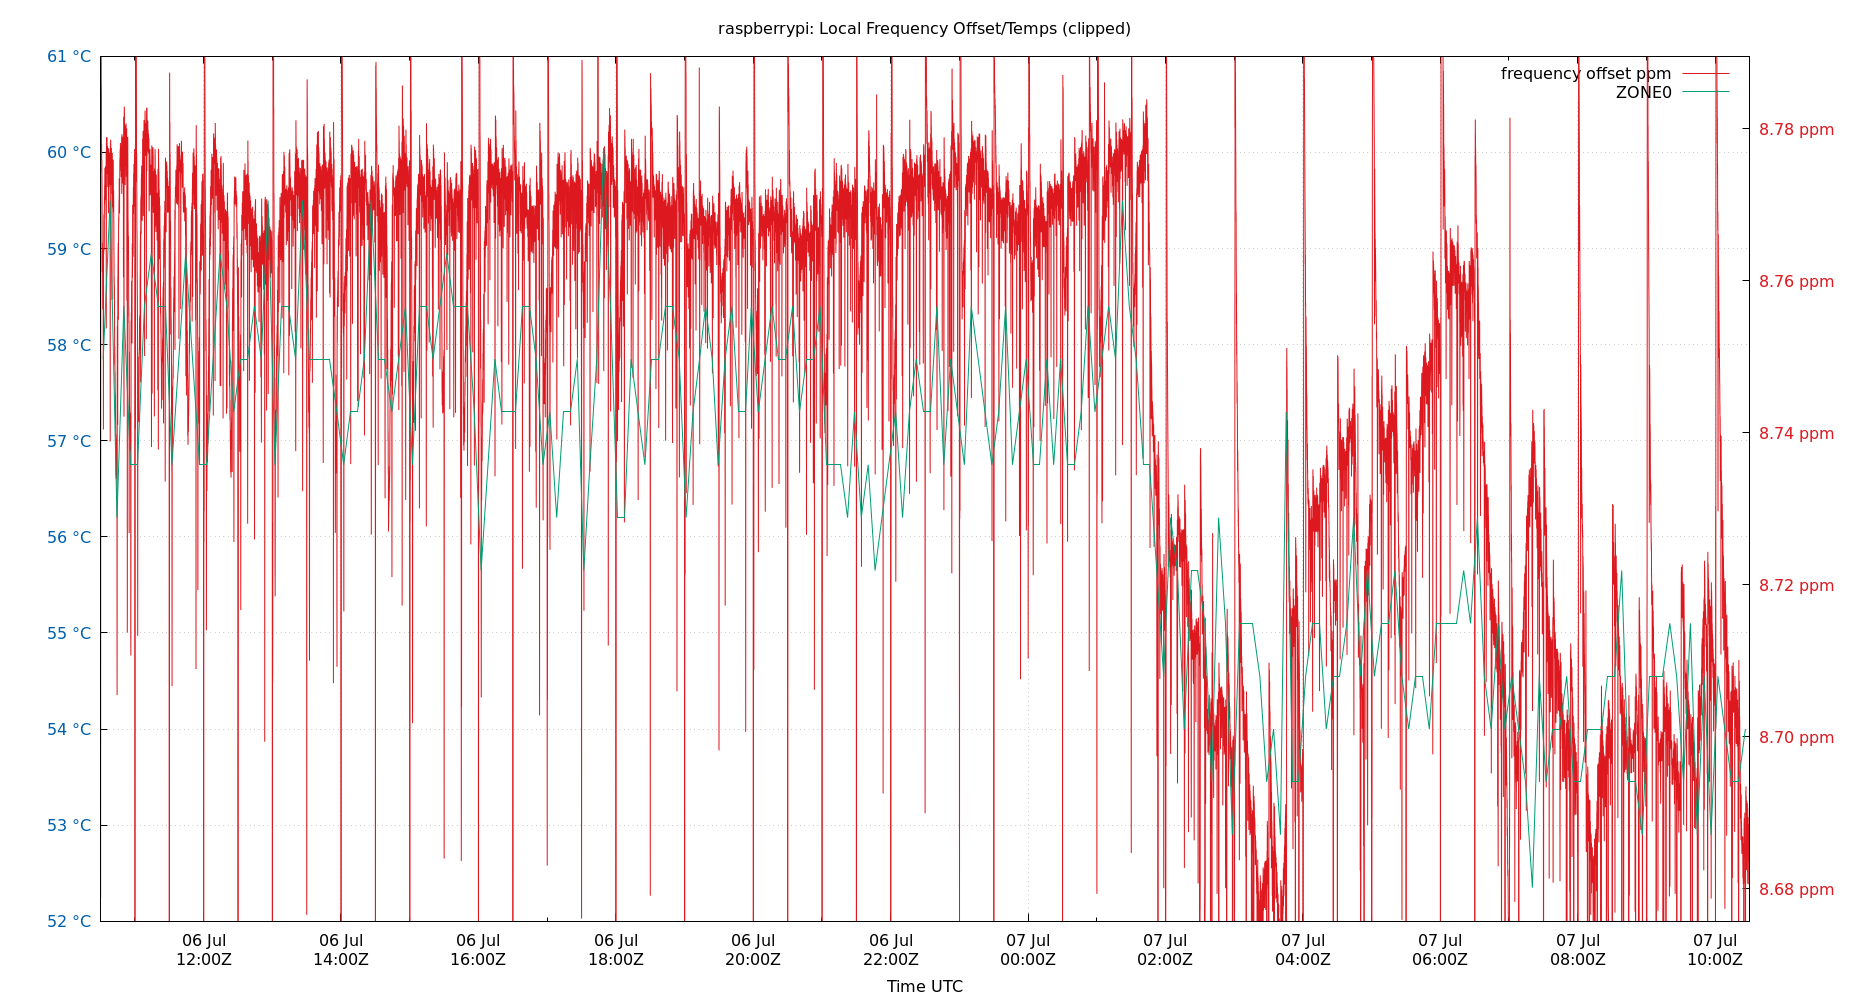 raspberrypi: Local Frequency Offset/Temps (clipped)
61 °C
60 °C
59 °C
58 °C
57 °C
56 °C
55 °C
54 °C
53 °C
52 °C
frequency offset ppm
ZONE0
8.78 ppm
8.76 ppm
8.74 ppm
8.72 ppm
8.70 ppm
8.68 ppm
06 Jul 06 Jul 06 Jul 06 Jul 06 Jul 06 Jul 07 Jul 07 Jul 07 Jul 07 Jul 07 Jul 07 Jul
12:00Z 14:00Z 16:00Z 18:00Z 20:00Z 22:00Z 00:00Z 02:00Z 04:00Z 06:00Z 08:00Z 10:00Z
Time UTC